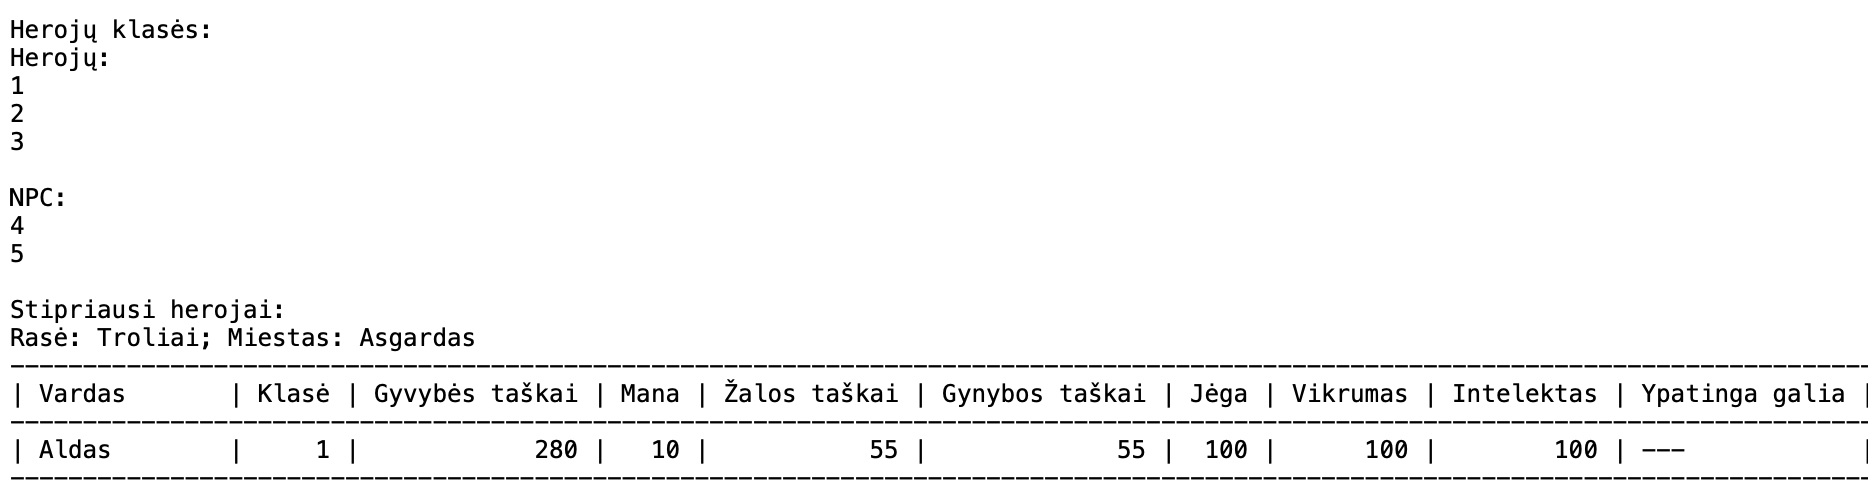 Herojų klasės:
Herojų:
1
2
3
NPC:
4
5
Stipriausi herojai:
Rasė: Troliai; Miestas: Asgardas
--------------------------------------------------------------------------------------------------------------------------------
| Vardas | Klasė | Gyvybės taškai | Mana | Žalos taškai | Gynybos taškai | Jėga | Vikrumas | Intelektas | Ypatinga galia |
--------------------------------------------------------------------------------------------------------------------------------
| Aldas | 1 | 280 | 10 | 55 | 55 | 100 | 100 | 100 | --- |
--------------------------------------------------------------------------------------------------------------------------------